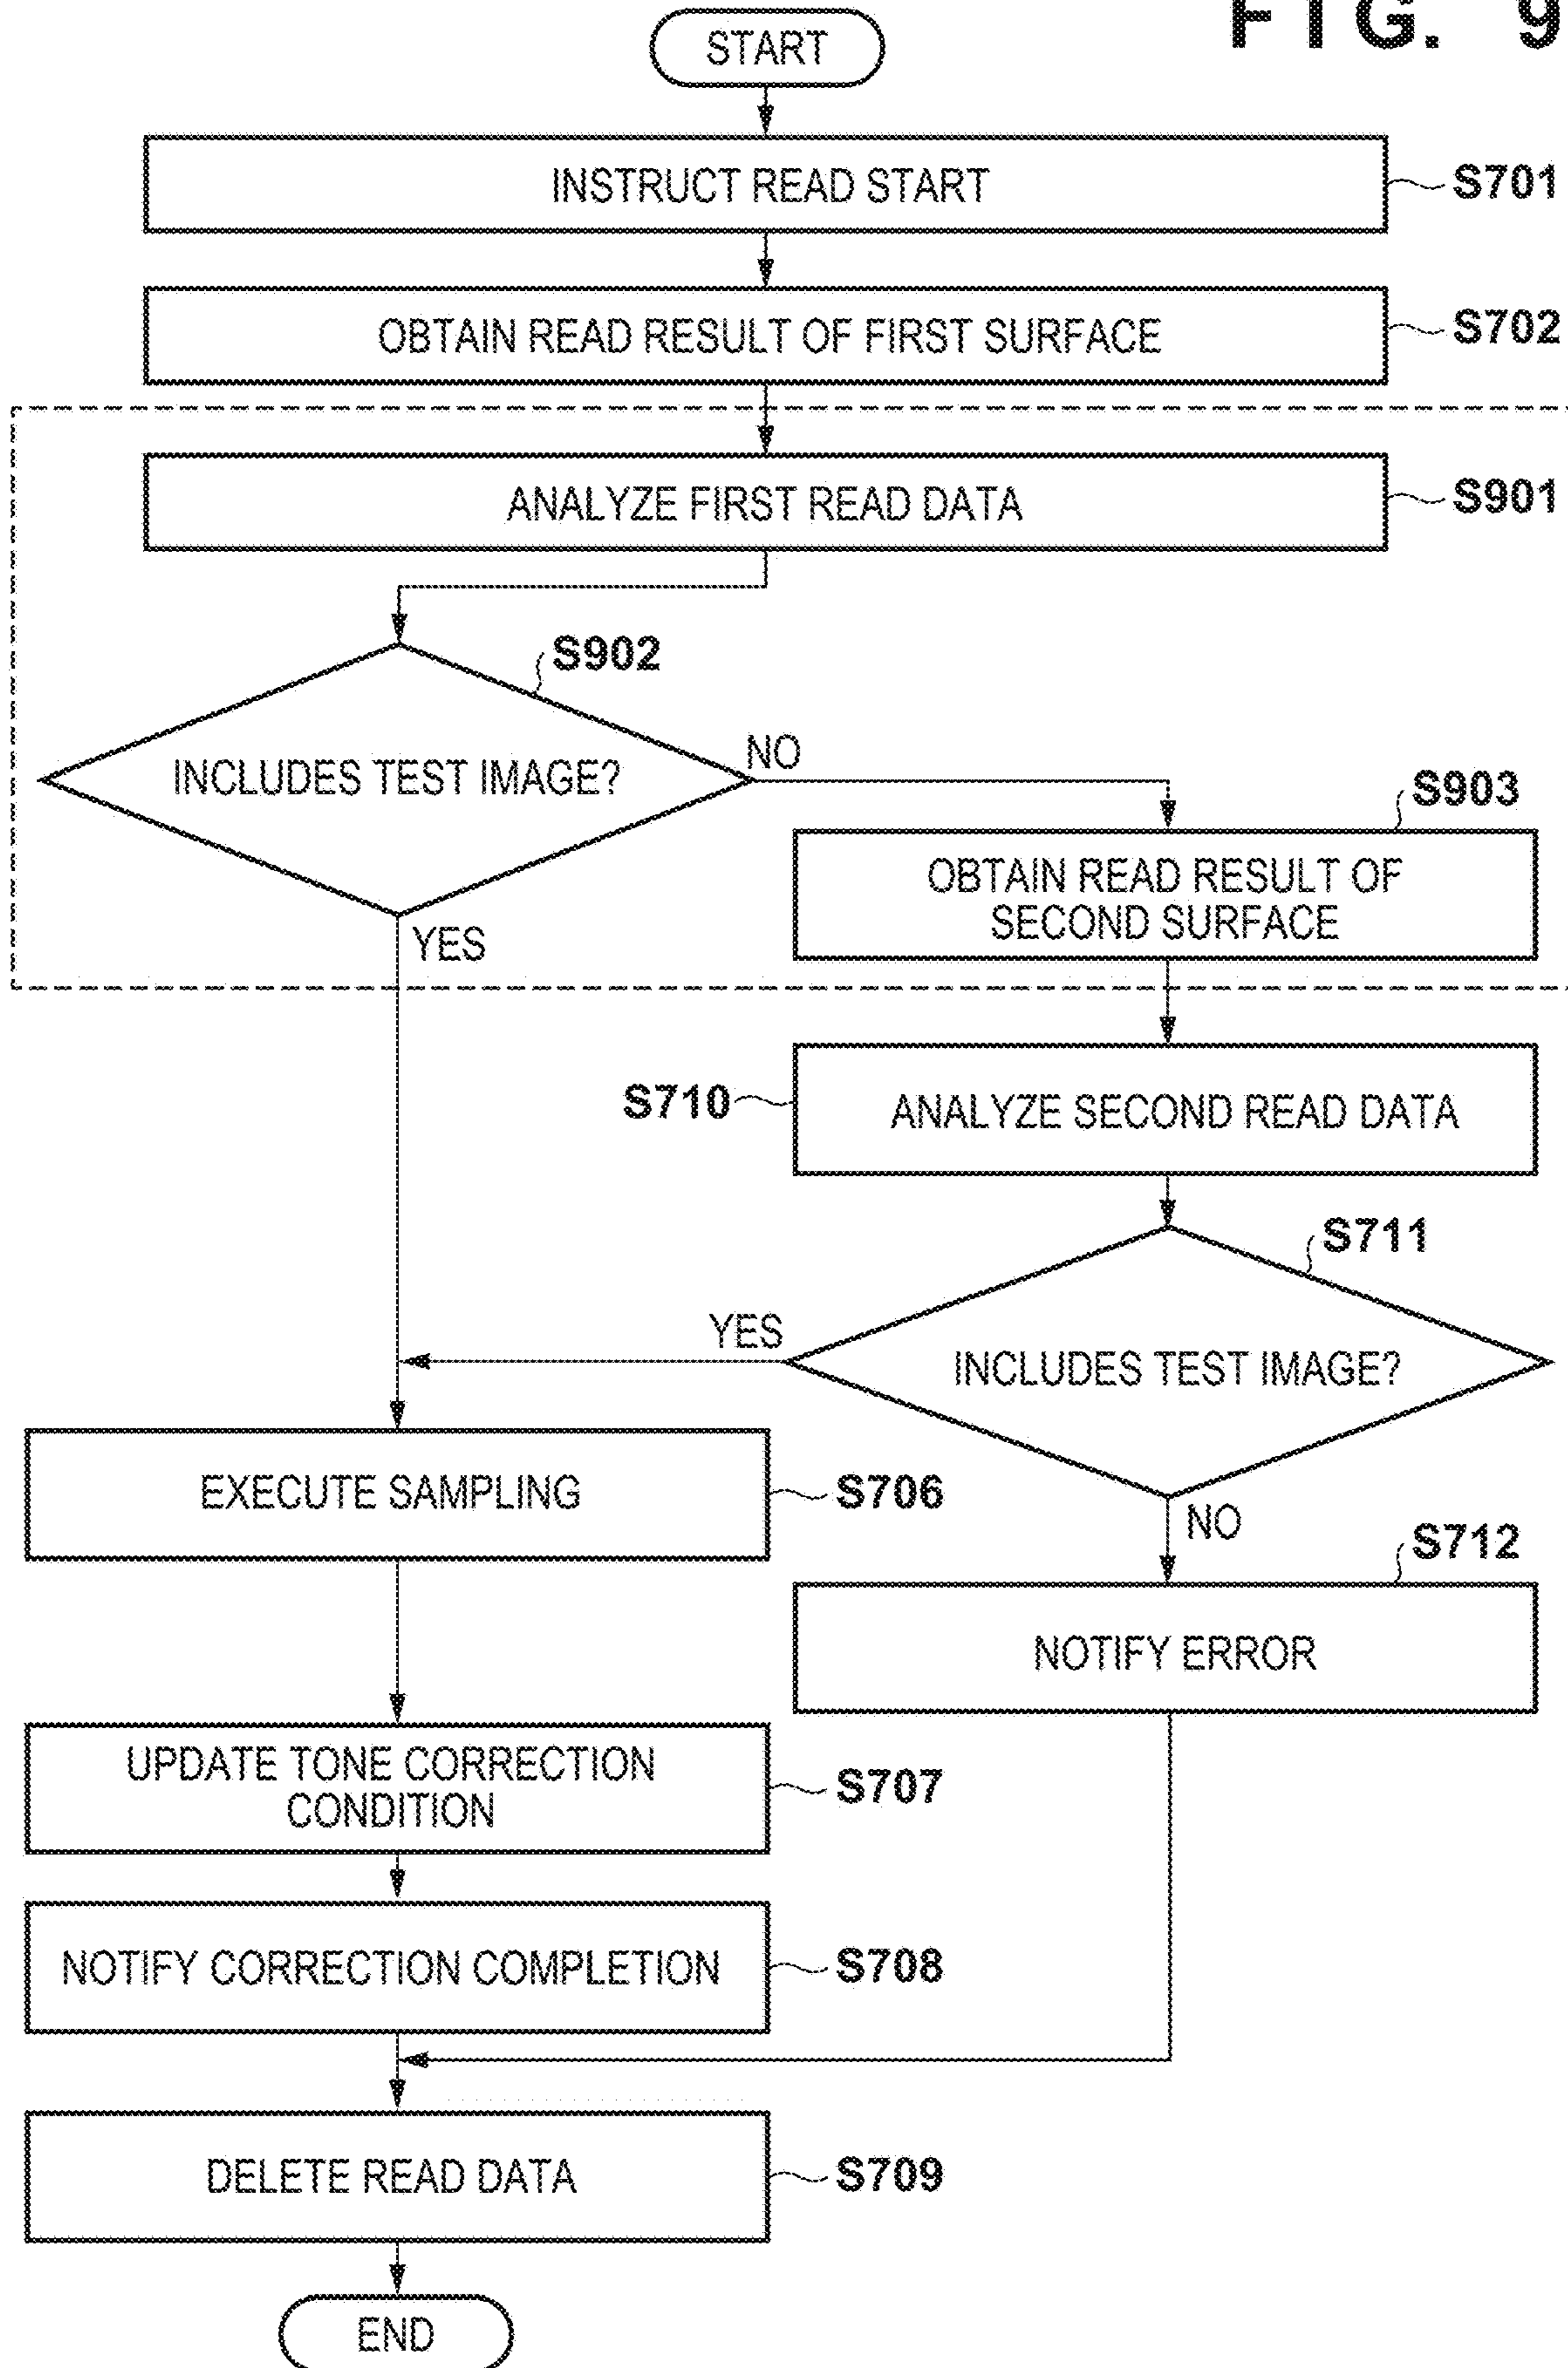 FIG. 9
START
INSTRUCT READ START
S701
OBTAIN READ RESULT OF FIRST SURFACE
S702
ANALYZE FIRST READ DATA
S901
S902
INCLUDES TEST IMAGE?
NO
YES
S903
OBTAIN READ RESULT OF
SECOND SURFACE
S710
ANALYZE SECOND READ DATA
S711
INCLUDES TEST IMAGE?
YES
NO
EXECUTE SAMPLING
S706
S712
NOTIFY ERROR
UPDATE TONE CORRECTION
CONDITION
S707
NOTIFY CORRECTION COMPLETION
S708
DELETE READ DATA
S709
END